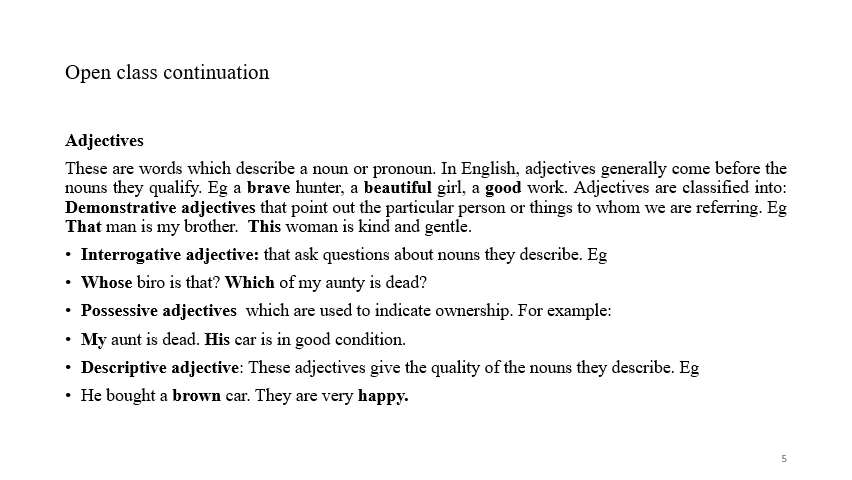 Open class continuation
Adjectives
These are words which describe a noun or pronoun. In English, adjectives generally come before the
nouns they qualify. Eg a brave hunter, a beautiful girl, a good work. Adjectives are classified into:
Demonstrative adjectives that point out the particular person or things to whom we are referring. Eg
That man is my brother.  This woman is kind and gentle.
• Interrogative adjective: that ask questions about nouns they describe. Eg
• Whose biro is that? Which of my aunty is dead?
• Possessive adjectives  which are used to indicate ownership. For example:
• My aunt is dead. His car is in good condition.
• Descriptive adjective: These adjectives give the quality of the nouns they describe. Eg
• He bought a brown car. They are very happy.
5